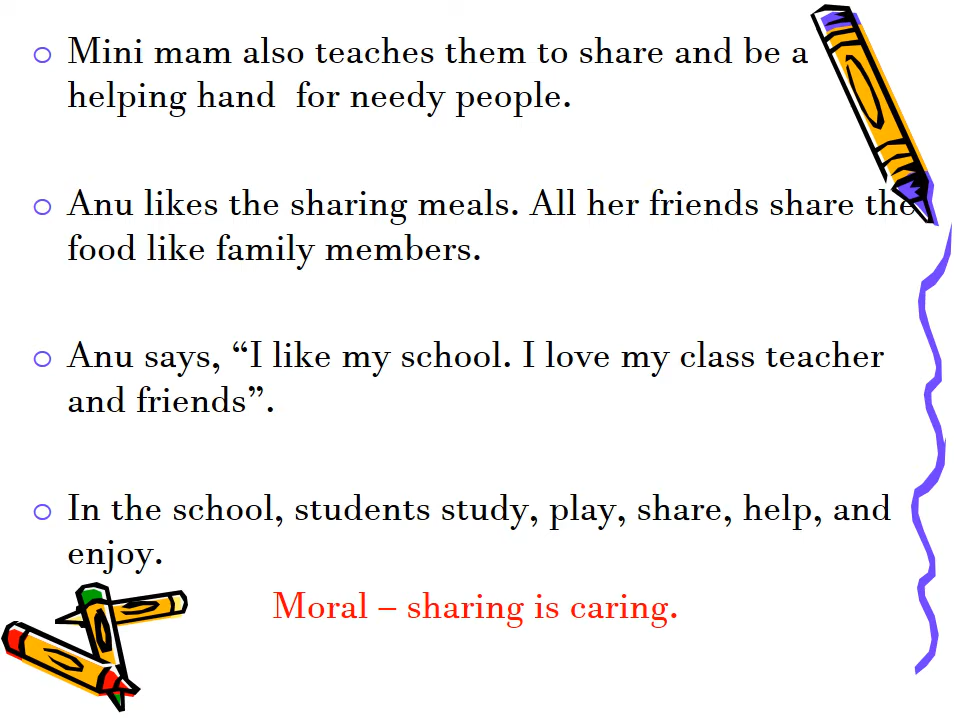 Mini mam also teaches them to share and be a
helping hand  for needy people.
Anu likes the sharing meals. All her friends share the
food like family members.
Anu says, “I like my school. I love my class teacher
and friends”.
In the school, students study, play, share, help, and
enjoy.
Moral – sharing is caring.